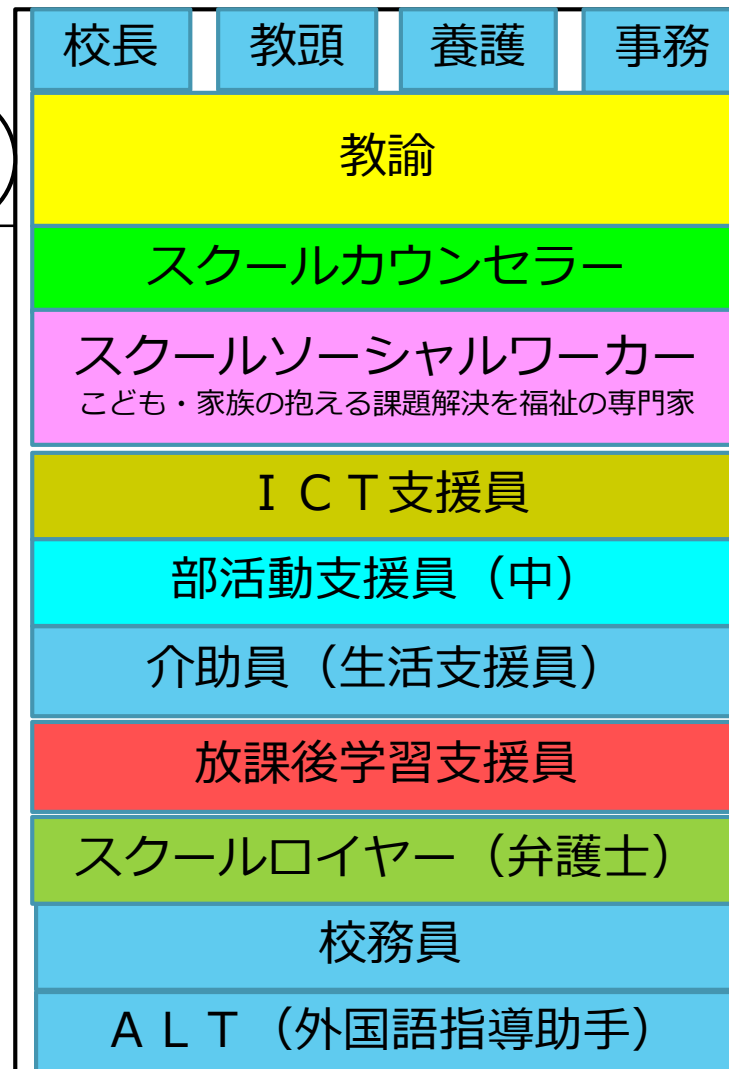 校長 教頭 養護 事務
教諭
スクールカウンセラー
スクールソーシャルワーカー
こども・家族の抱える課題解決を福祉の専門家
ＩＣＴ支援員
部活動支援員（中）
介助員（生活支援員）
放課後学習支援員
スクールロイヤー（弁護士）
校務員
ＡＬＴ（外国語指導助手）